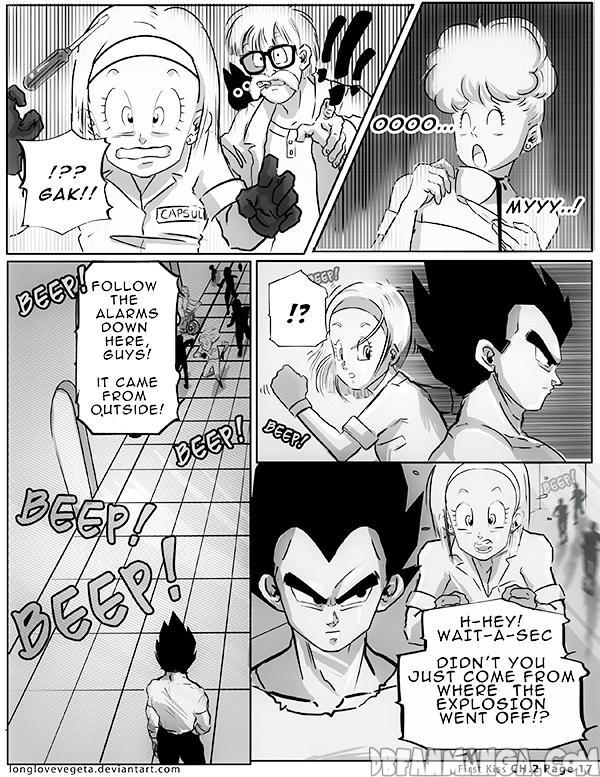 !??
GAK!!
CAPSUL
OOOO...
MYYY..!
BEEP!
FOLLOW
THE
ALARMS
DOWN
HERE,
GUYS!
IT CAME
FROM
OUTSIDE!
BEEP!
BEEP!
BEEP!
BEEP!
!?
BEEP!
BEEP!
H-HEY!
WAIT-A-SEC
DIDN'T YOU
JUST COME FROM
WHERE THE
EXPLOSION
WENT OFF!?
longlovevegeta.deviantart.com
First Kiss CH.2 Page 17
DBFANMANGA.COM